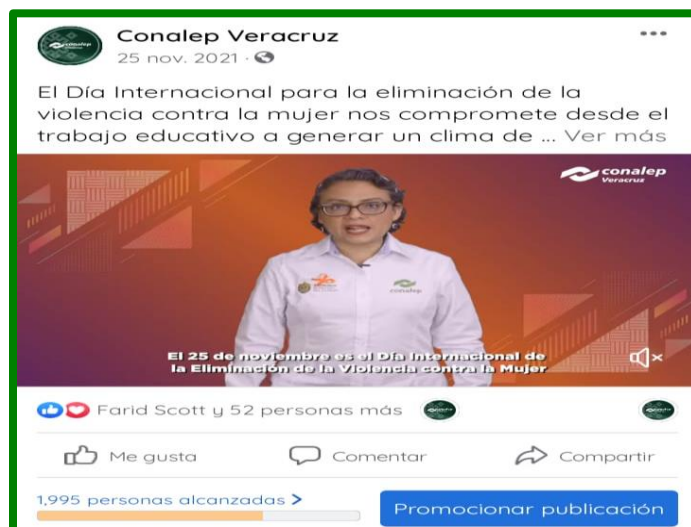 Conalep Veracruz
25 nov. 2021 ·
El Día Internacional para la eliminación de la
violencia contra la mujer nos compromete desde el
trabajo educativo a generar un clima de ... Ver más
conalep
Veracruz
conalep
El 25 de noviembre es el Día Internacional de
la Eliminación de la Violencia contra la Mujer
Farid Scott y 52 personas más
Me gusta
Comentar
Compartir
1,995 personas alcanzadas >
Promocionar publicación